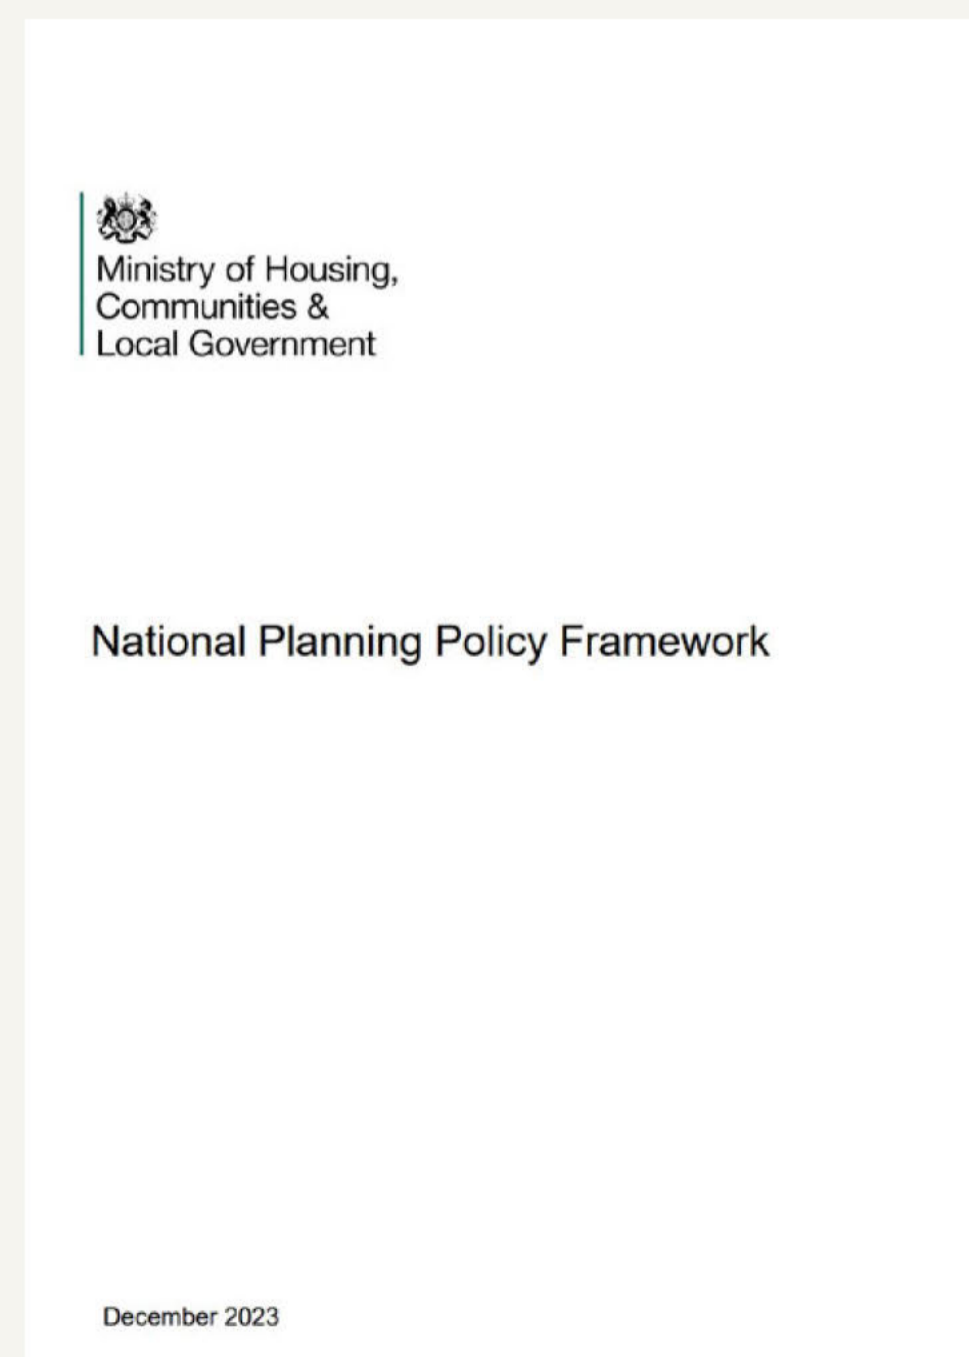 Ministry of Housing,
Communities &
Local Government
National Planning Policy Framework
December 2023